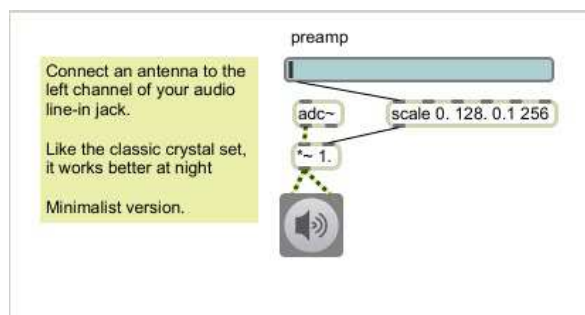 preamp
Connect an antenna to the
left channel of your audio
line-in jack.
Like the classic crystal set,
it works better at night
Minimalist version.
adc~
scale 0. 128. 0.1 256
*~ 1.